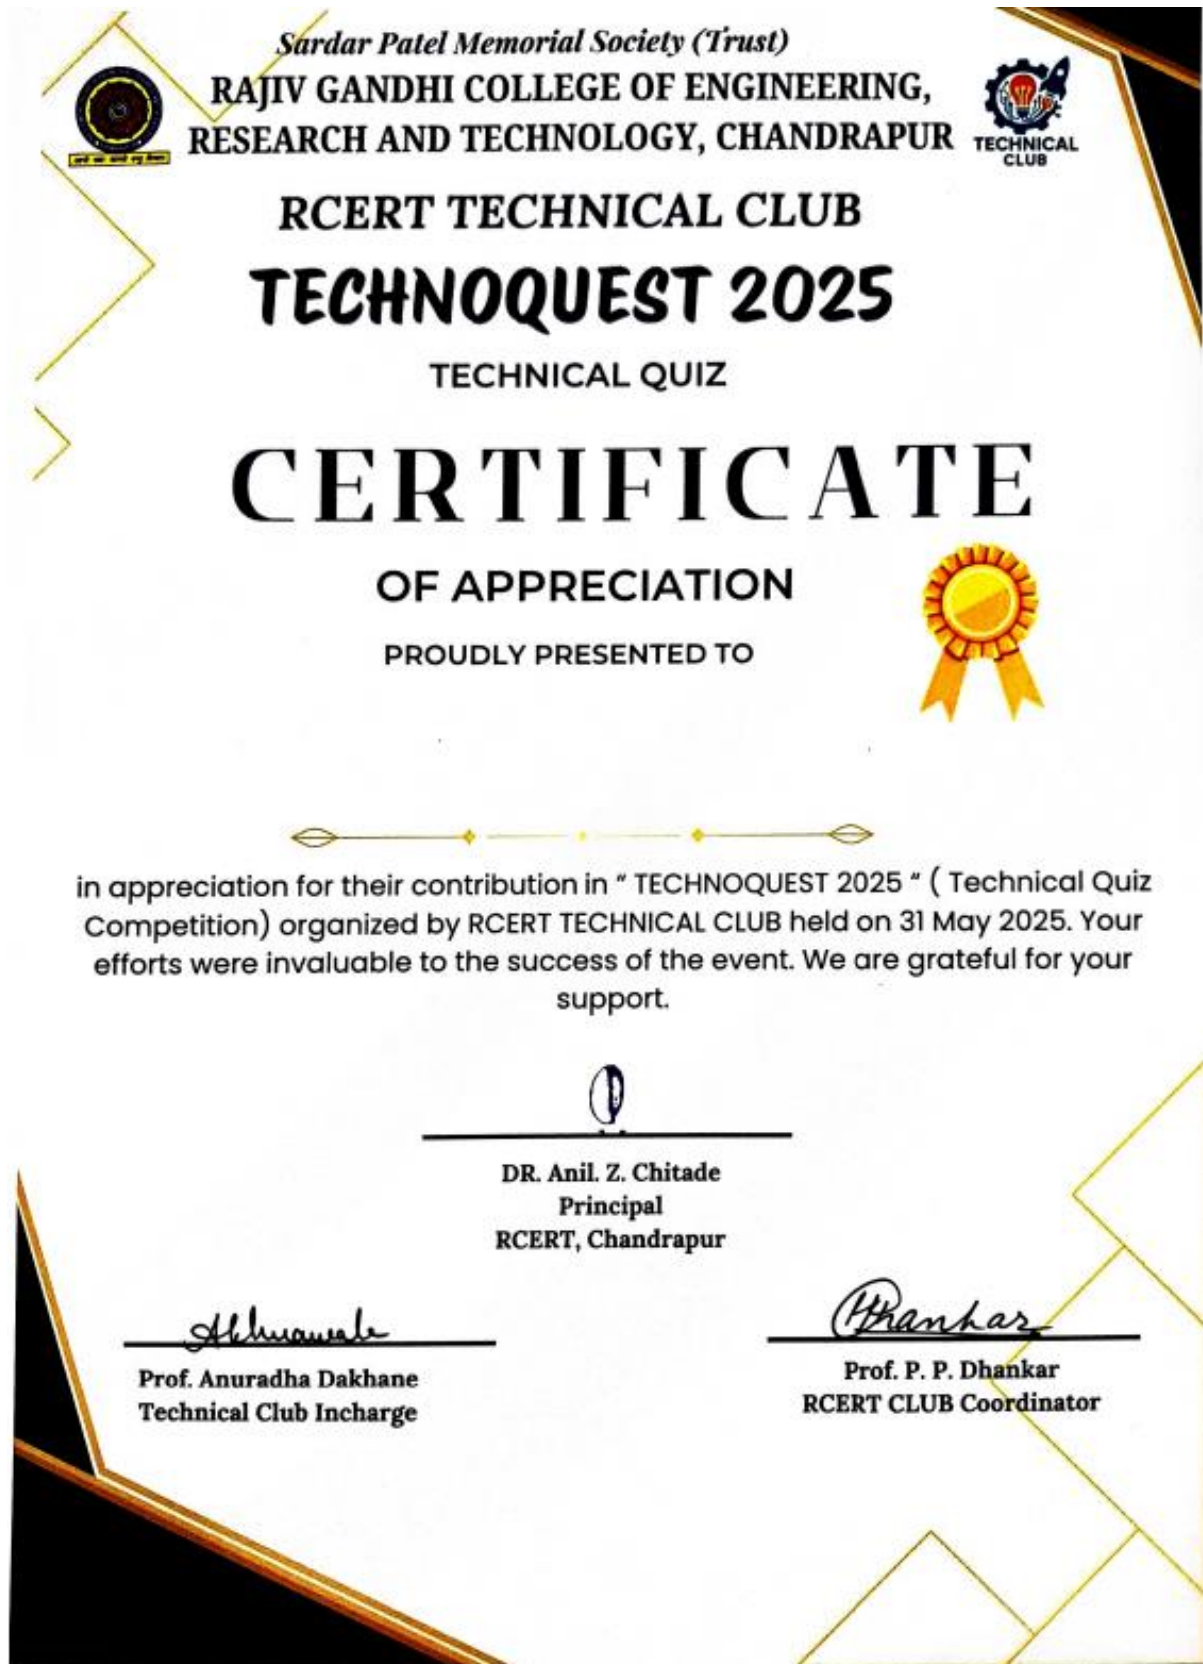 Sardar Patel Memorial Society (Trust)
RAJIV GANDHI COLLEGE OF ENGINEERING,
RESEARCH AND TECHNOLOGY, CHANDRAPUR
TECHNICAL
CLUB
RCERT TECHNICAL CLUB
TECHNOQUEST 2025
TECHNICAL QUIZ
CERTIFICATE
OF APPRECIATION
PROUDLY PRESENTED TO
in appreciation for their contribution in " TECHNOQUEST 2025 " ( Technical Quiz
Competition) organized by RCERT TECHNICAL CLUB held on 31 May 2025. Your
efforts were invaluable to the success of the event. We are grateful for your
support.
DR. Anil. Z. Chitade
Principal
RCERT, Chandrapur
Prof. Anuradha Dakhane
Technical Club Incharge
PPDhankar
Prof. P. P. Dhankar
RCERT CLUB Coordinator